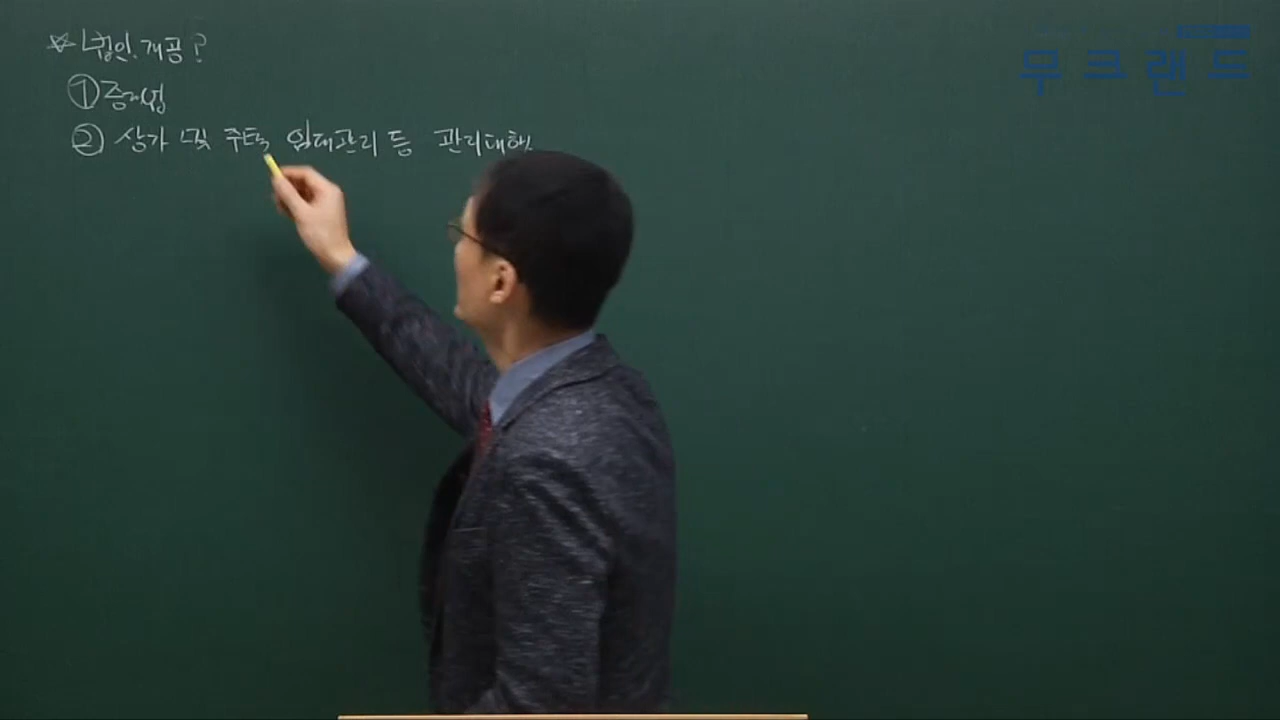 ☆ 법인.개공?
① 중개업
② 상가 및 주택 임대관리 등 관리대행.
무크랜드